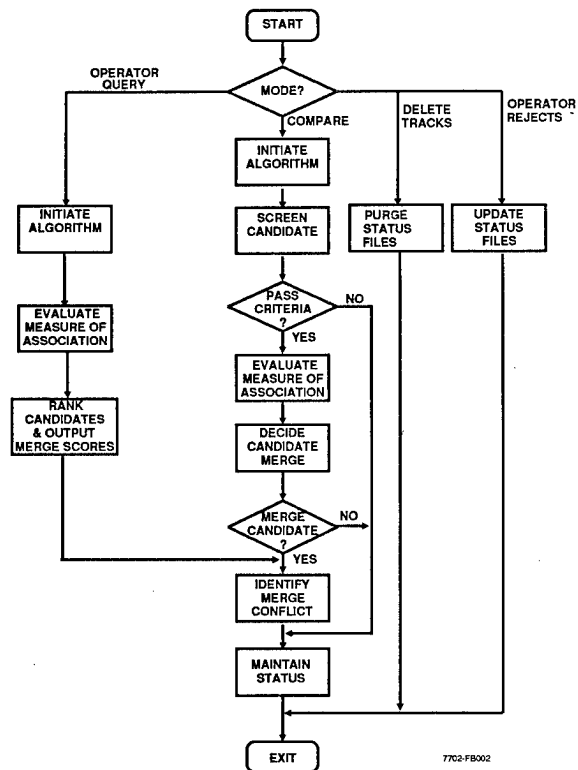 START
OPERATOR
QUERY
MODE?
COMPARE
DELETE
TRACKS
OPERATOR
REJECTS
INITIATE
ALGORITHM
INITIATE
ALGORITHM
SCREEN
CANDIDATE
PURGE
STATUS
FILES
UPDATE
STATUS
FILES
PASS
CRITERIA
?
NO
YES
EVALUATE
MEASURE OF
ASSOCIATION
EVALUATE
MEASURE OF
ASSOCIATION
RANK
CANDIDATES
& OUTPUT
MERGE SCORES
DECIDE
CANDIDATE
MERGE
MERGE
CANDIDATE
?
NO
YES
IDENTIFY
MERGE
CONFLICT
MAINTAIN
STATUS
EXIT
7702-FB002